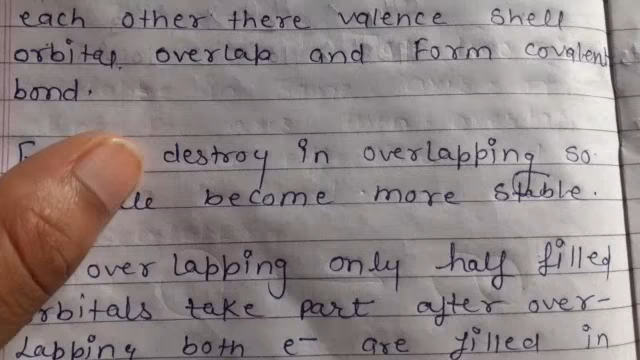 each other there valence shell
orbital overlap and Form covalent
bond.
destroy in overlapping so
become more stable.
overlapping only half filled
orbitals take part after over-
lapping both e⁻ are filled in